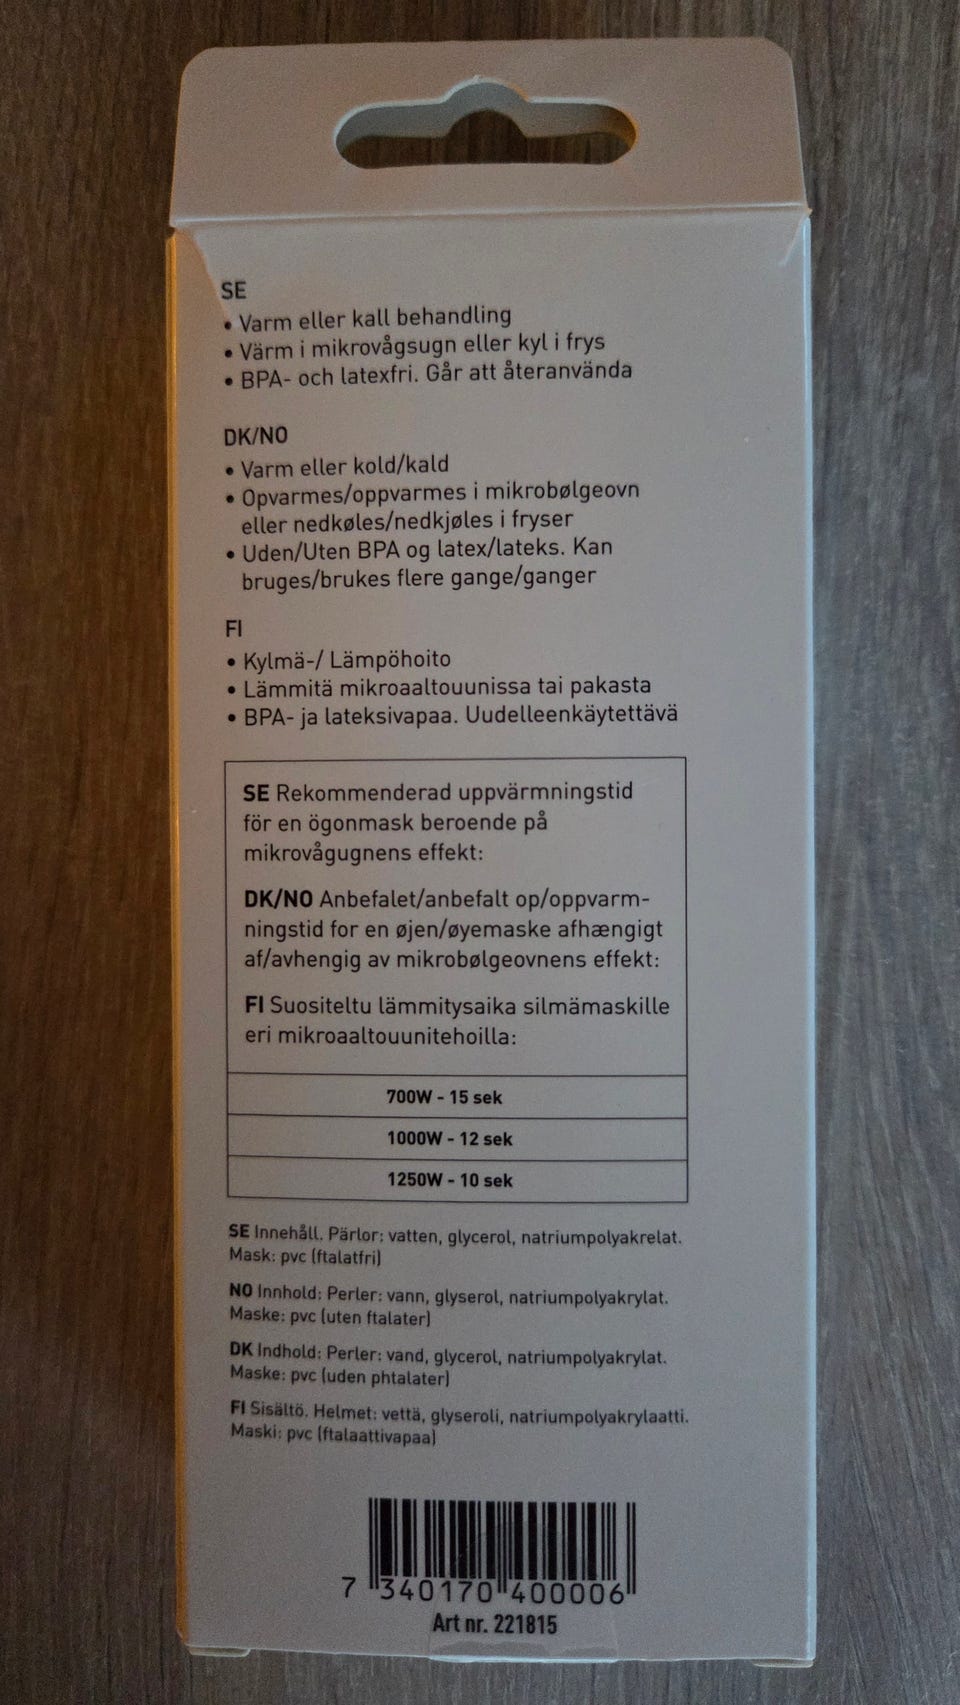 SE
• Varm eller kall behandling
• Värm i mikrovågsugn eller kyl i frys
• BPA- och latexfri. Går att återanvända
DK/NO
• Varm eller kold/kald
• Opvarmes/oppvarmes i mikrobølgeovn
eller nedkøles/nedkjøles i fryser
• Uden/Uten BPA og latex/lateks. Kan
bruges/brukes flere gange/ganger
FI
• Kylmä-/ Lämpöhoito
• Lämmitä mikroaaltouunissa tai pakasta
• BPA- ja lateksivapaa. Uudelleenkäytettävä
SE Rekommenderad uppvärmningstid
för en ögonmask beroende på
mikrovågugnens effekt:
DK/NO Anbefalet/anbefalt op/oppvarm-
ningstid for en øjen/øyemaske afhængigt
af/avhengig av mikrobølgeovnens effekt:
FI Suositeltu lämmitysaika silmämaskille
eri mikroaaltouunitehoilla:
700W - 15 sek
1000W - 12 sek
1250W - 10 sek
SE Innehåll. Pärlor: vatten, glycerol, natriumpolyakrelat.
Mask: pvc (ftalatfri)
NO Innhold: Perler: vann, glyserol, natriumpolyakrylat.
Maske: pvc (uten ftalater)
DK Indhold: Perler: vand, glycerol, natriumpolyakrylat.
Maske: pvc (uden phtalater)
FI Sisältö. Helmet: vettä, glyseroli, natriumpolyakrylaatti.
Maski: pvc (ftalaattivapaa)
7 340170 400006
Art nr. 221815